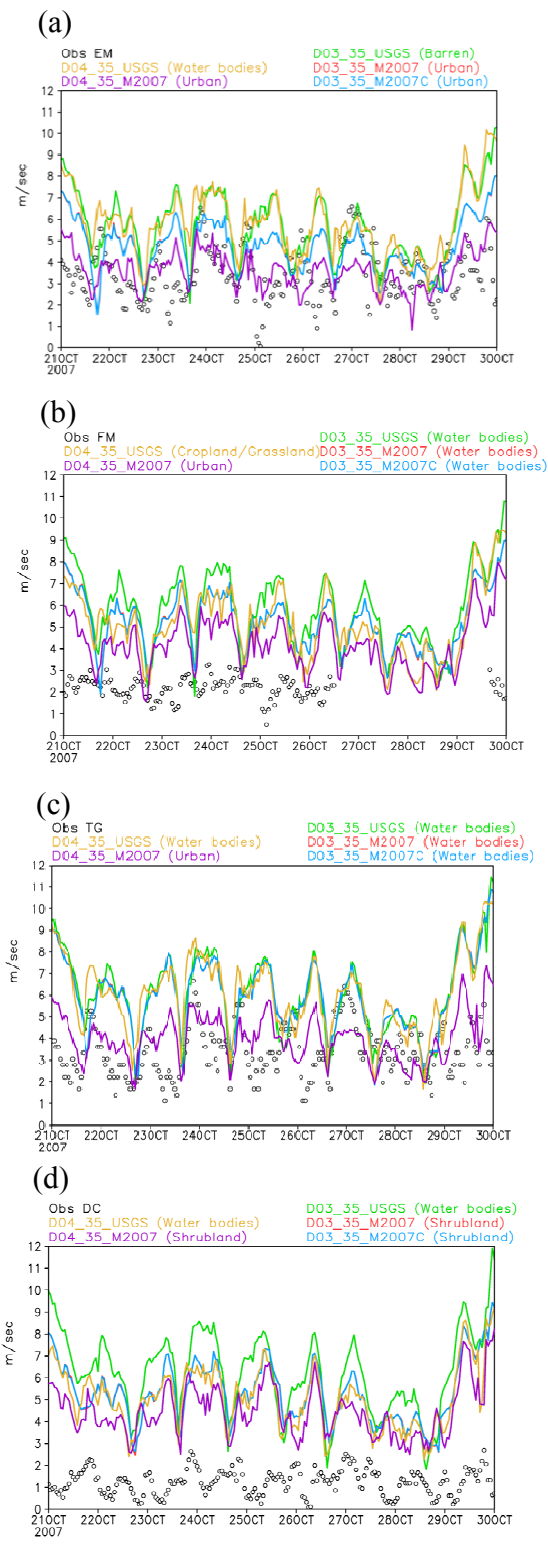 (a)
Obs EM D03_35_USGS (Barren)
D04_35_USGS (Water bodies) D03_35_M2007 (Urban)
D04_35_M2007 (Urban) D03_35_M2007C (Urban)
12
11
10
9
8
7
m/sec
6
5
4
3
2
1
0
21OCT 22OCT 23OCT 24OCT 25OCT 26OCT 27OCT 28OCT 29OCT 30OCT
2007
(b)
Obs FM D03_35_USGS (Water bodies)
D04_35_USGS (Cropland/Grassland) D03_35_M2007 (Water bodies)
D04_35_M2007 (Urban) D03_35_M2007C (Water bodies)
12
11
10
9
8
7
m/sec
6
5
4
3
2
1
0
21OCT 22OCT 23OCT 24OCT 25OCT 26OCT 27OCT 28OCT 29OCT 30OCT
2007
(c)
Obs TG D03_35_USGS (Water bodies)
D04_35_USGS (Water bodies) D03_35_M2007 (Water bodies)
D04_35_M2007 (Urban) D03_35_M2007C (Water bodies)
12
11
10
9
8
7
m/sec
6
5
4
3
2
1
0
21OCT 22OCT 23OCT 24OCT 25OCT 26OCT 27OCT 28OCT 29OCT 30OCT
2007
(d)
Obs DC D03_35_USGS (Water bodies)
D04_35_USGS (Water bodies) D03_35_M2007 (Shrubland)
D04_35_M2007 (Shrubland) D03_35_M2007C (Shrubland)
12
11
10
9
8
7
m/sec
6
5
4
3
2
1
0
21OCT 22OCT 23OCT 24OCT 25OCT 26OCT 27OCT 28OCT 29OCT 30OCT
2007